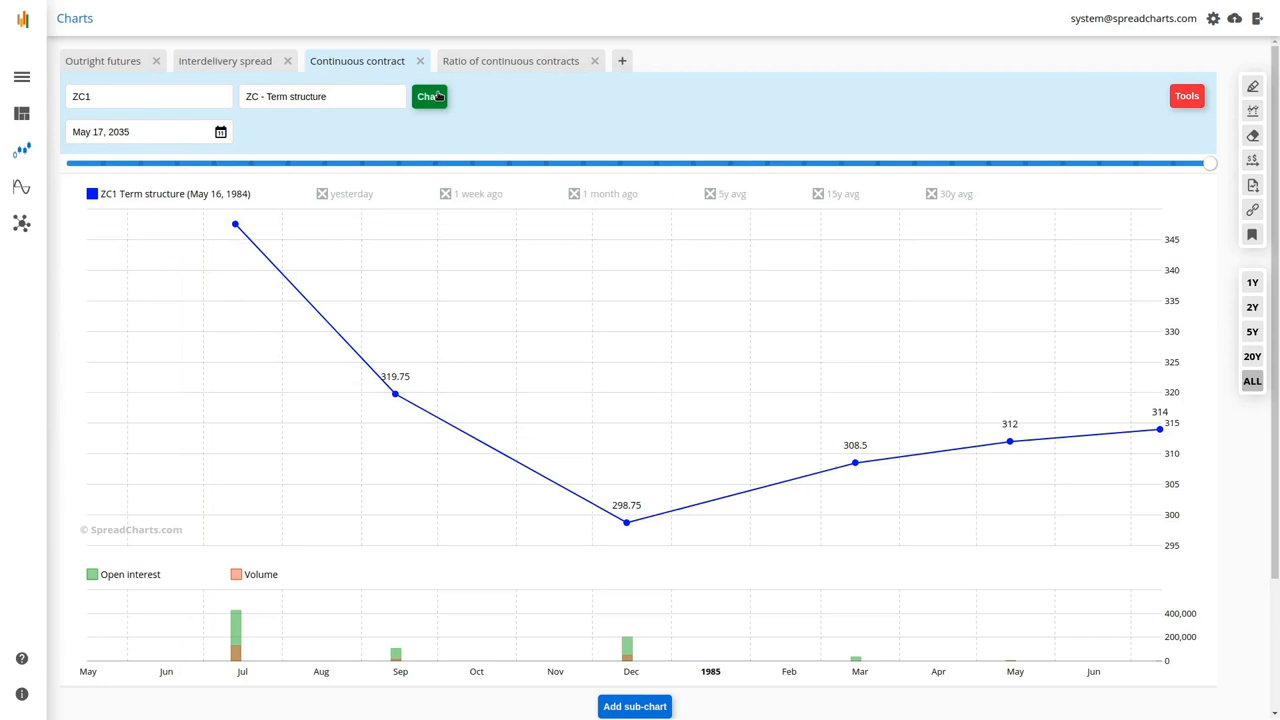 Charts
system@spreadcharts.com
Outright futures
Interdelivery spread
Continuous contract
Ratio of continuous contracts
+
ZC1
ZC - Term structure
Tools
May 17, 2035
11
ZC1 Term structure (May 16, 1984)
yesterday
1 week ago
1 month ago
5y avg
15y avg
30y avg
345
340
335
330
325
320
315
310
305
300
295
319.75
298.75
308.5
312
314
© SpreadCharts.com
Open interest
Volume
400,000
200,000
0
May
Jun
Jul
Aug
Sep
Oct
Nov
Dec
1985
Feb
Mar
Apr
May
Jun
Add sub-chart
1Y
2Y
5Y
20Y
ALL